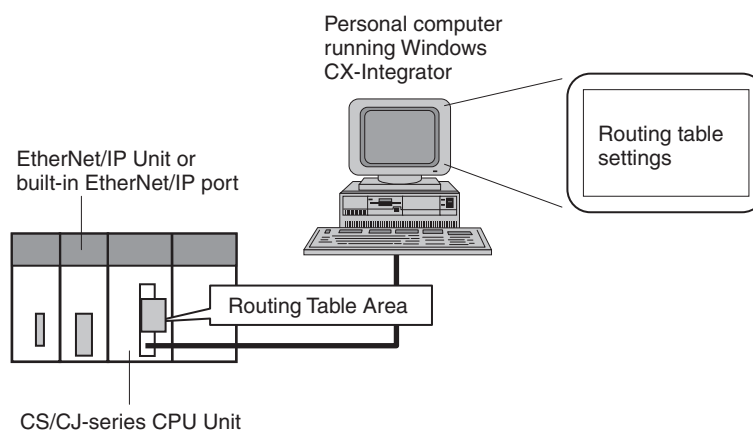 Personal computer
running Windows
CX-Integrator
Routing table
settings
EtherNet/IP Unit or
built-in EtherNet/IP port
Routing Table Area
CS/CJ-series CPU Unit